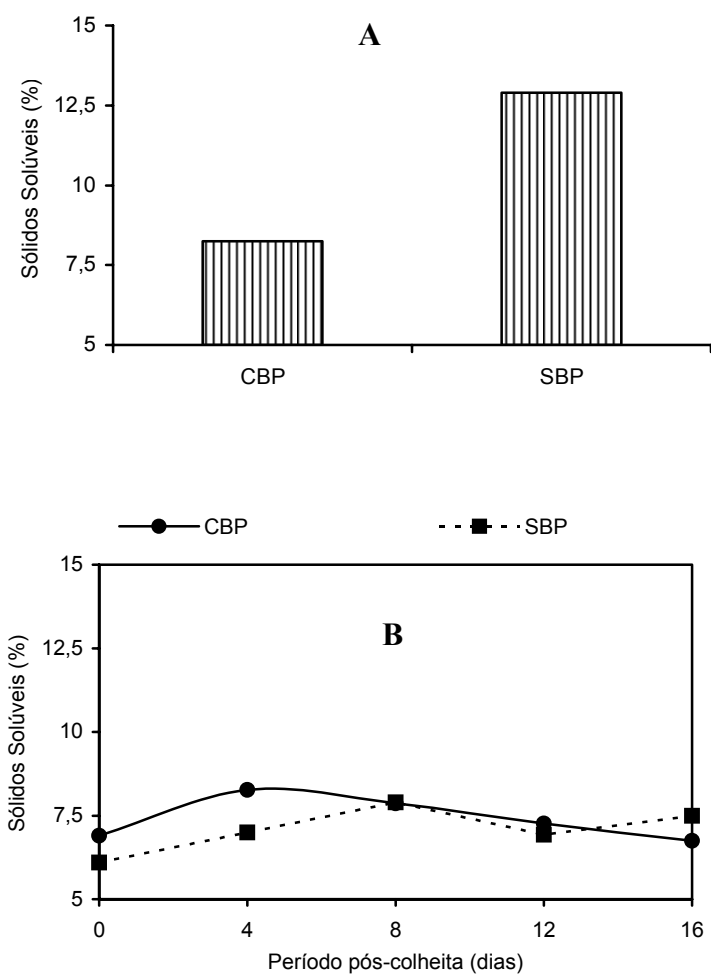 A
Sólidos Solúveis (%)
15
12,5
10
7,5
5
CBP SBP
CBP SBP
B
Sólidos Solúveis (%)
15
12,5
10
7,5
5
0 4 8 12 16
Período pós-colheita (dias)